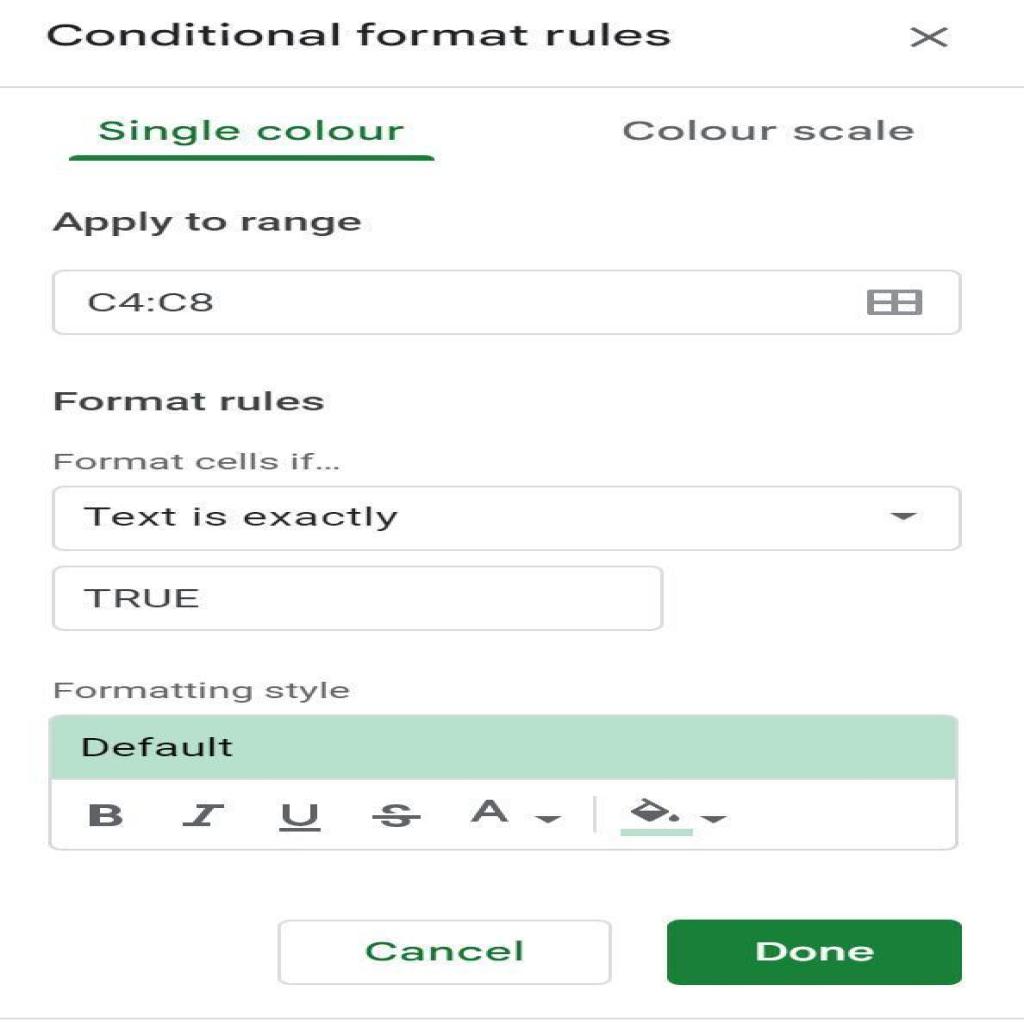 Conditional format rules
Single colour
Colour scale
Apply to range
C4:C8
Format rules
Format cells if...
Text is exactly
TRUE
Formatting style
Default
B I U S A
Cancel
Done